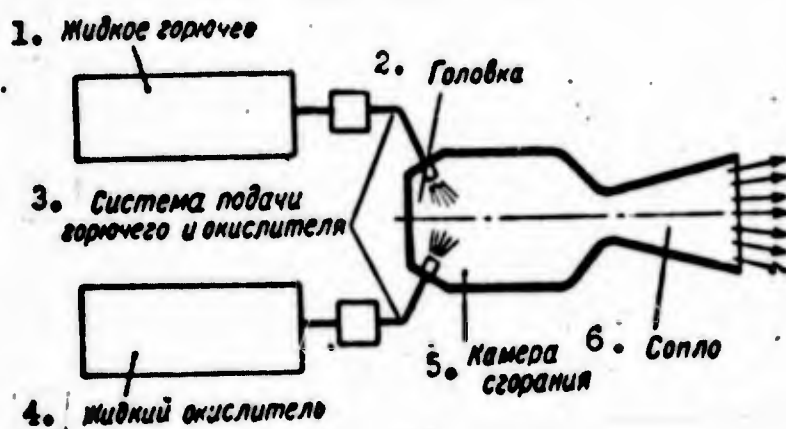 1. Жидкое горючее
2. Головка
3. Система подачи
горючего и окислителя
4. Жидкий окислитель
5. Камера
сгорания
6. Сопло